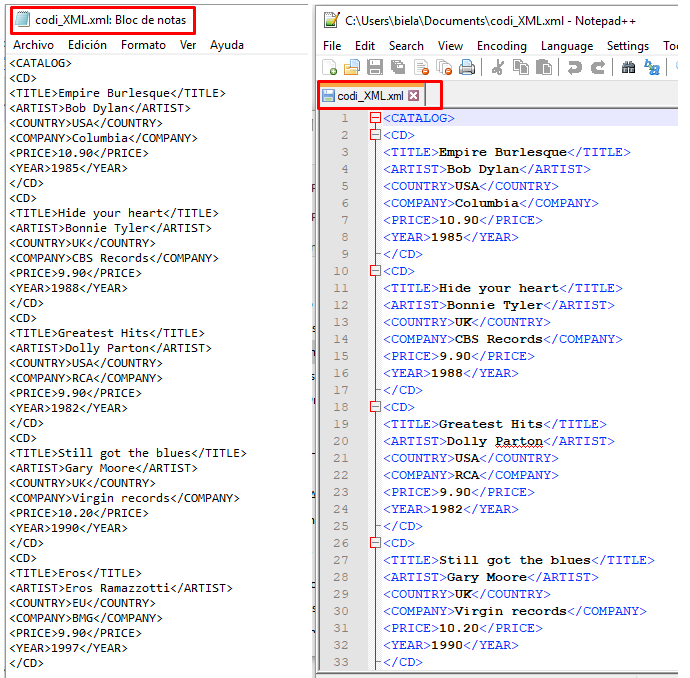 codi_XML.xml: Bloc de notas
Archivo Edición Formato Ver Ayuda
<CATALOG>
<CD>
<TITLE>Empire Burlesque</TITLE>
<ARTIST>Bob Dylan</ARTIST>
<COUNTRY>USA</COUNTRY>
<COMPANY>Columbia</COMPANY>
<PRICE>10.90</PRICE>
<YEAR>1985</YEAR>
</CD>
<CD>
<TITLE>Hide your heart</TITLE>
<ARTIST>Bonnie Tyler</ARTIST>
<COUNTRY>UK</COUNTRY>
<COMPANY>CBS Records</COMPANY>
<PRICE>9.90</PRICE>
<YEAR>1988</YEAR>
</CD>
<CD>
<TITLE>Greatest Hits</TITLE>
<ARTIST>Dolly Parton</ARTIST>
<COUNTRY>USA</COUNTRY>
<COMPANY>RCA</COMPANY>
<PRICE>9.90</PRICE>
<YEAR>1982</YEAR>
</CD>
<CD>
<TITLE>Still got the blues</TITLE>
<ARTIST>Gary Moore</ARTIST>
<COUNTRY>UK</COUNTRY>
<COMPANY>Virgin records</COMPANY>
<PRICE>10.20</PRICE>
<YEAR>1990</YEAR>
</CD>
<CD>
<TITLE>Eros</TITLE>
<ARTIST>Eros Ramazzotti</ARTIST>
<COUNTRY>EU</COUNTRY>
<COMPANY>BMG</COMPANY>
<PRICE>9.90</PRICE>
<YEAR>1997</YEAR>
</CD>
C:\Users\biela\Documents\codi_XML.xml - Notepad++
File Edit Search View Encoding Language Settings
codi_XML.xml
1 <CATALOG>
2 <CD>
3 <TITLE>Empire Burlesque</TITLE>
4 <ARTIST>Bob Dylan</ARTIST>
5 <COUNTRY>USA</COUNTRY>
6 <COMPANY>Columbia</COMPANY>
7 <PRICE>10.90</PRICE>
8 <YEAR>1985</YEAR>
9 </CD>
10 <CD>
11 <TITLE>Hide your heart</TITLE>
12 <ARTIST>Bonnie Tyler</ARTIST>
13 <COUNTRY>UK</COUNTRY>
14 <COMPANY>CBS Records</COMPANY>
15 <PRICE>9.90</PRICE>
16 <YEAR>1988</YEAR>
17 </CD>
18 <CD>
19 <TITLE>Greatest Hits</TITLE>
20 <ARTIST>Dolly Parton</ARTIST>
21 <COUNTRY>USA</COUNTRY>
22 <COMPANY>RCA</COMPANY>
23 <PRICE>9.90</PRICE>
24 <YEAR>1982</YEAR>
25 </CD>
26 <CD>
27 <TITLE>Still got the blues</TITLE>
28 <ARTIST>Gary Moore</ARTIST>
29 <COUNTRY>UK</COUNTRY>
30 <COMPANY>Virgin records</COMPANY>
31 <PRICE>10.20</PRICE>
32 <YEAR>1990</YEAR>
33 </CD>